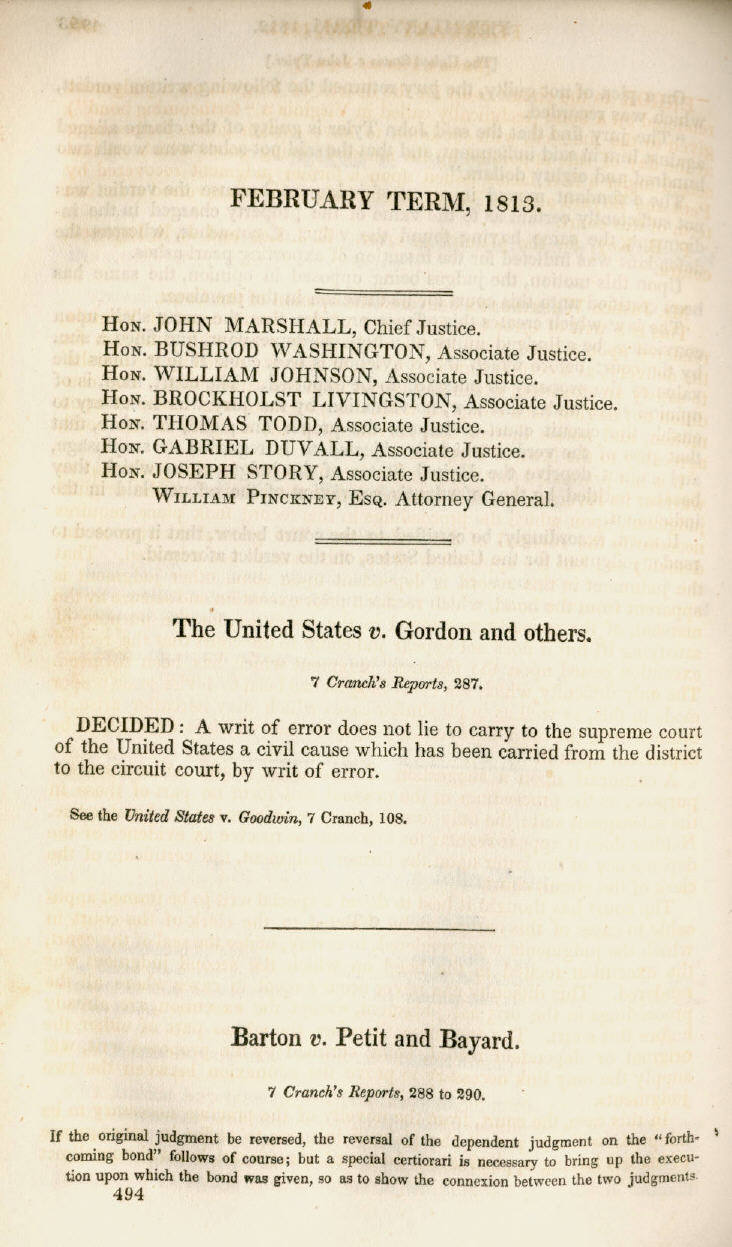 FEBRUARY TERM, 1813.
HON. JOHN MARSHALL, Chief Justice.
HON. BUSHROD WASHINGTON, Associate Justice.
HON. WILLIAM JOHNSON, Associate Justice.
HON. BROCKHOLST LIVINGSTON, Associate Justice.
HON. THOMAS TODD, Associate Justice.
HON. GABRIEL DUVALL, Associate Justice.
HON. JOSEPH STORY, Associate Justice.
WILLIAM PINCKNEY, ESQ. Attorney General.
The United States v. Gordon and others.
7 Cranch's Reports, 287.
DECIDED: A writ of error does not lie to carry to the supreme court
of the United States a civil cause which has been carried from the district
to the circuit court, by writ of error.
See the United States v. Goodwin, 7 Cranch, 108.
Barton v. Petit and Bayard.
7 Cranch's Reports, 288 to 290.
If the original judgment be reversed, the reversal of the dependent judgment on the "forth-
coming bond" follows of course; but a special certiorari is necessary to bring up the execu-
tion upon which the bond was given, so as to show the connexion between the two judgments.
494